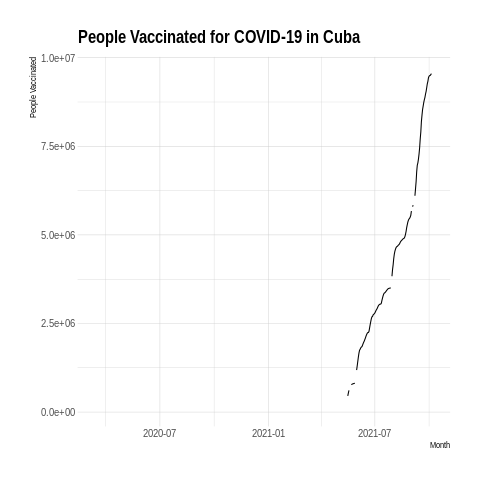 People Vaccinated for COVID-19 in Cuba
People Vaccinated
1.0e+07
7.5e+06
5.0e+06
2.5e+06
0.0e+00
2020-07
2021-01
2021-07
Month